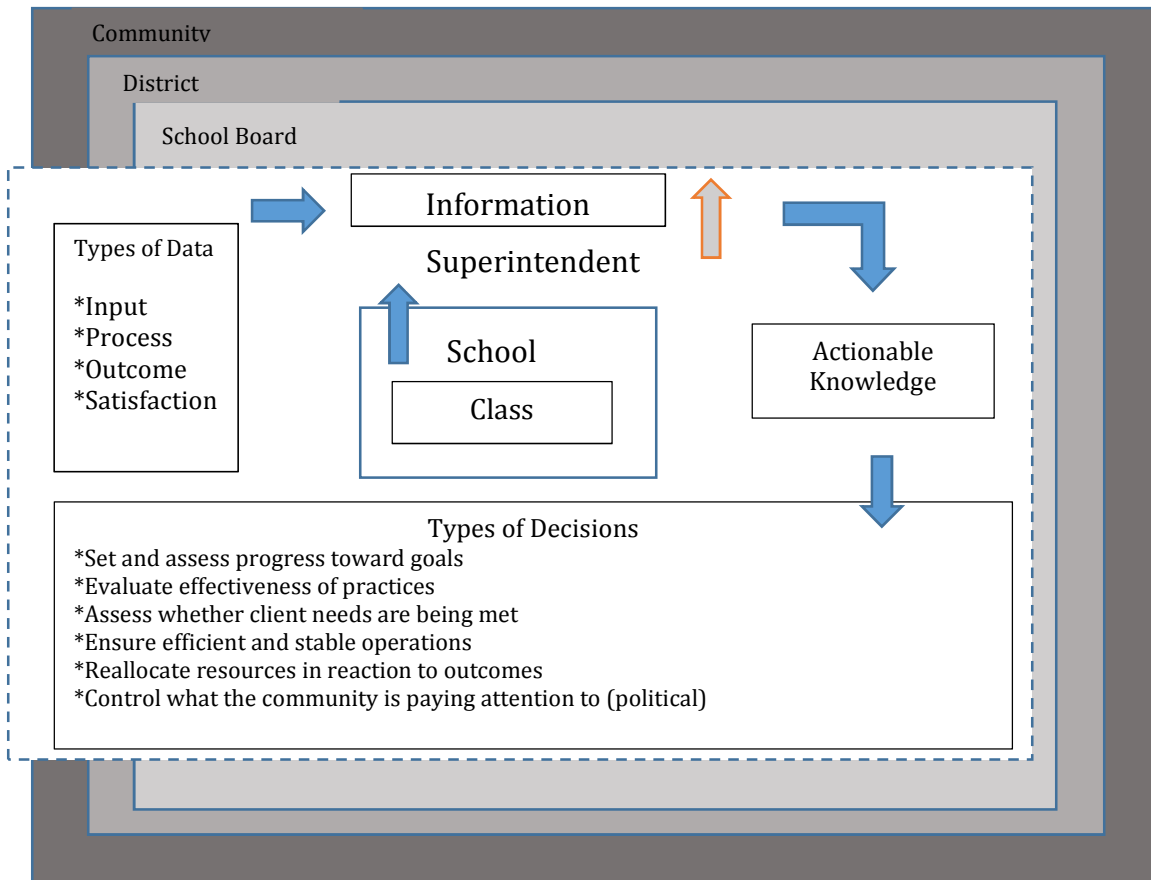 Community
District
School Board
Information
Types of Data
Superintendent
*Input
*Process
*Outcome
*Satisfaction
School
Class
Actionable
Knowledge
Types of Decisions
*Set and assess progress toward goals
*Evaluate effectiveness of practices
*Assess whether client needs are being met
*Ensure efficient and stable operations
*Reallocate resources in reaction to outcomes
*Control what the community is paying attention to (political)